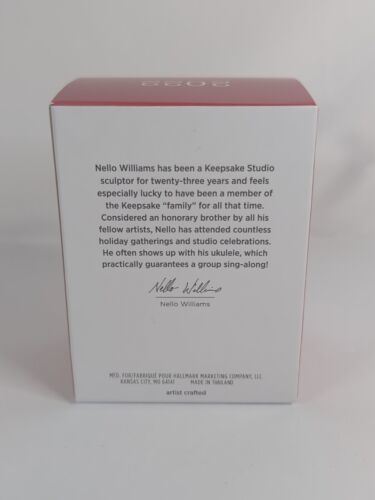 2022
Nello Williams has been a Keepsake Studio
sculptor for twenty-three years and feels
especially lucky to have been a member of
the Keepsake “family” for all that time.
Considered an honorary brother by all his
fellow artists, Nello has attended countless
holiday gatherings and studio celebrations.
He often shows up with his ukulele, which
practically guarantees a group sing-along!
Nello Williams
Nello Williams
MFD. FOR/FABRIQUÉ POUR HALLMARK MARKETING COMPANY, LLC
KANSAS CITY, MO 64141 MADE IN THAILAND
artist crafted